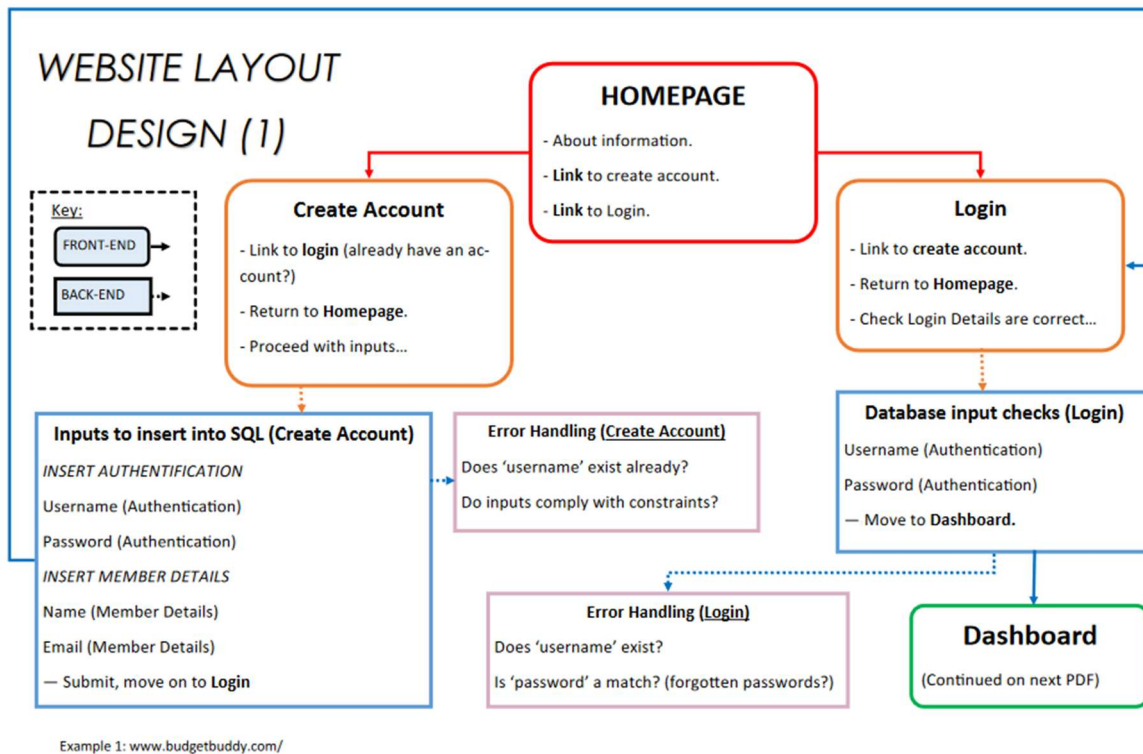 WEBSITE LAYOUT
DESIGN (1)
Key:
FRONT-END
BACK-END
HOMEPAGE
- About information.
- Link to create account.
- Link to Login.
Create Account
- Link to login (already have an ac-
count?)
- Return to Homepage.
- Proceed with inputs...
Login
- Link to create account.
- Return to Homepage.
- Check Login Details are correct...
Inputs to insert into SQL (Create Account)
INSERT AUTHENTIFICATION
Username (Authentication)
Password (Authentication)
INSERT MEMBER DETAILS
Name (Member Details)
Email (Member Details)
— Submit, move on to Login
Error Handling (Create Account)
Does ‘username’ exist already?
Do inputs comply with constraints?
Database input checks (Login)
Username (Authentication)
Password (Authentication)
— Move to Dashboard.
Error Handling (Login)
Does ‘username’ exist?
Is ‘password’ a match? (forgotten passwords?)
Dashboard
(Continued on next PDF)
Example 1: www.budgetbuddy.com/